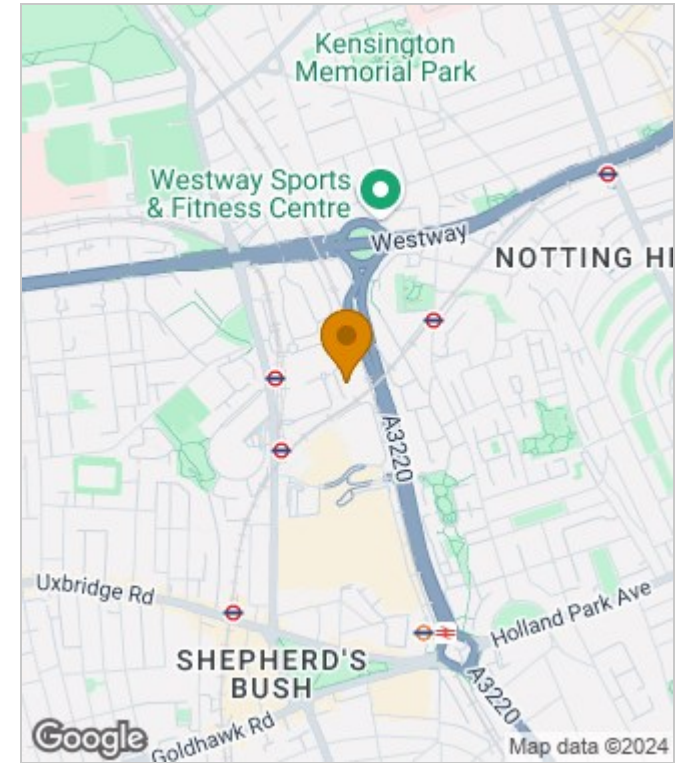 Kensington
Memorial Park
Westway Sports
& Fitness Centre
Westway
NOTTING HI
A3220
Uxbridge Rd
Holland Park Ave
SHEPHERD'S
BUSH
A3220
Goldhawk Rd
Google
Map data ©2024